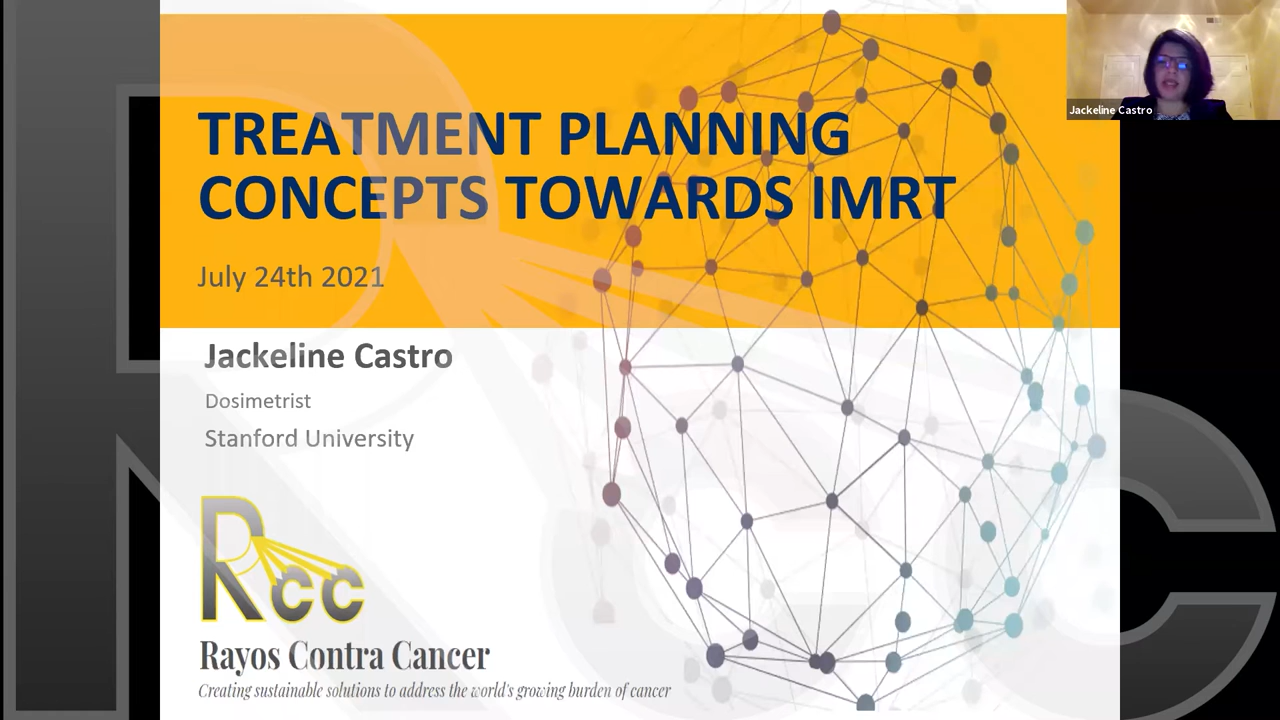 TREATMENT PLANNING
CONCEPTS TOWARDS IMRT
July 24th 2021
Jackeline Castro
Dosimetrist
Stanford University
Rcc
Rayos Contra Cancer
Creating sustainable solutions to address the world's growing burden of cancer
Jackeline Castro